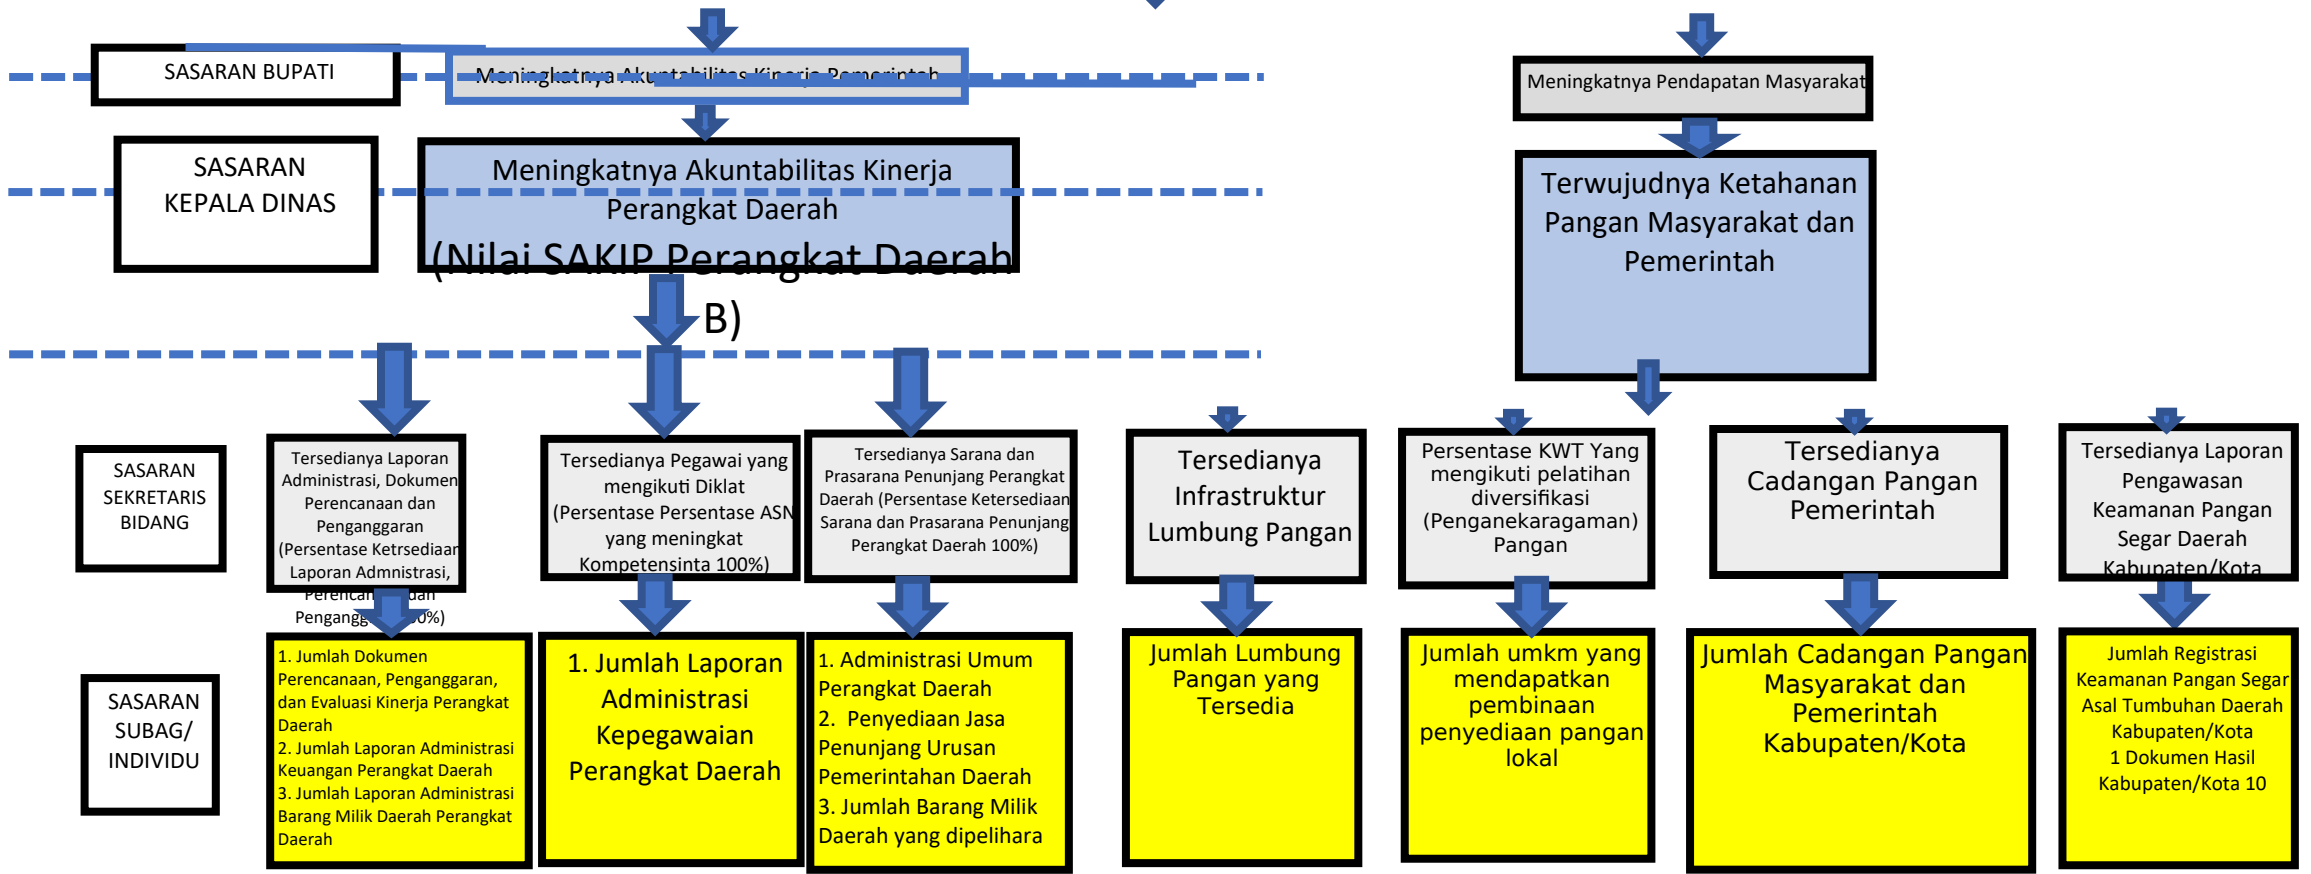 SASARAN BUPATI
Meningkatnya Akuntabilitas Kinerja Pemerintah
Meningkatnya Pendapatan Masyarakat
SASARAN
KEPALA DINAS
Meningkatnya Akuntabilitas Kinerja
Perangkat Daerah
(Nilai SAKIP Perangkat Daerah
B)
Terwujudnya Ketahanan
Pangan Masyarakat dan
Pemerintah
SASARAN
SEKRETARIS
BIDANG
Tersedianya Laporan
Administrasi, Dokumen
Perencanaan dan
Penganggaran
(Persentase Ketrsediaan
Laporan Admnistrasi,
Perencan dan
Pengangg 0%)
Tersedianya Pegawai yang
mengikuti Diklat
(Persentase Persentase ASN
yang meningkat
Kompetensinta 100%)
Tersedianya Sarana dan
Prasarana Penunjang Perangkat
Daerah (Persentase Ketersediaan
Sarana dan Prasarana Penunjang
Perangkat Daerah 100%)
Tersedianya
Infrastruktur
Lumbung Pangan
Persentase KWT Yang
mengikuti pelatihan
diversifikasi
(Penganekaragaman)
Pangan
Tersedianya
Cadangan Pangan
Pemerintah
Tersedianya Laporan
Pengawasan
Keamanan Pangan
Segar Daerah
Kabupaten/Kota
SASARAN
SUBAG/
INDIVIDU
1. Jumlah Dokumen
Perencanaan, Penganggaran,
dan Evaluasi Kinerja Perangkat
Daerah
2. Jumlah Laporan Administrasi
Keuangan Perangkat Daerah
3. Jumlah Laporan Administrasi
Barang Milik Daerah Perangkat
Daerah
1. Jumlah Laporan
Administrasi
Kepegawaian
Perangkat Daerah
1. Administrasi Umum
Perangkat Daerah
2. Penyediaan Jasa
Penunjang Urusan
Pemerintahan Daerah
3. Jumlah Barang Milik
Daerah yang dipelihara
Jumlah Lumbung
Pangan yang
Tersedia
Jumlah umkm yang
mendapatkan
pembinaan
penyediaan pangan
lokal
Jumlah Cadangan Pangan
Masyarakat dan
Pemerintah
Kabupaten/Kota
Jumlah Registrasi
Keamanan Pangan Segar
Asal Tumbuhan Daerah
Kabupaten/Kota
1 Dokumen Hasil
Kabupaten/Kota 10